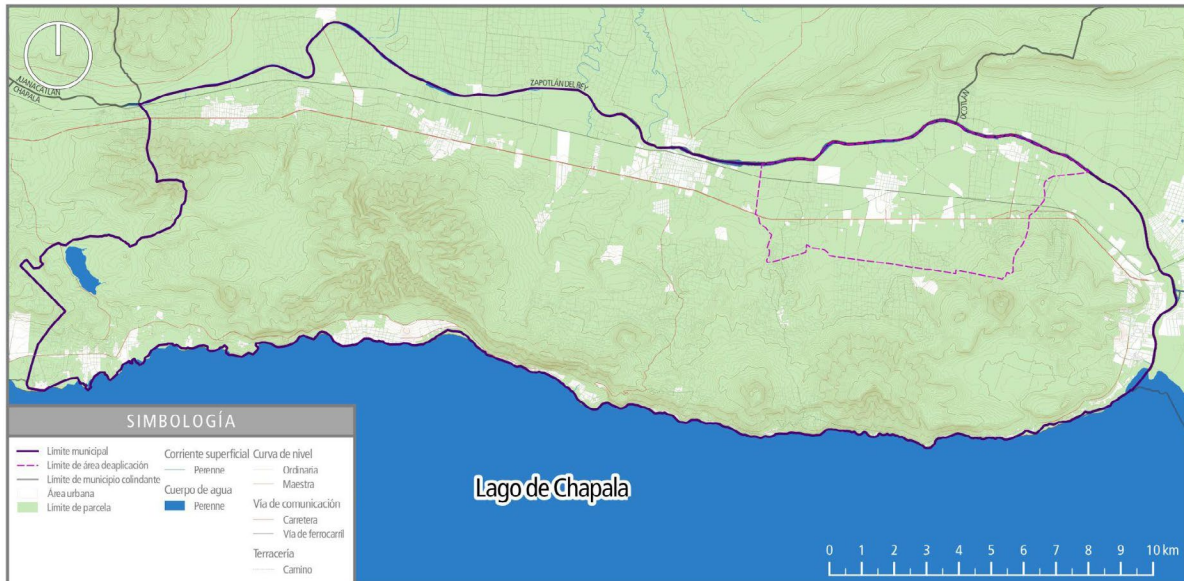 JUANACATLÁN
CHAPALA
ZAPOTLÁN DEL REY
Lago de Chapala
SIMBOLOGÍA
Límite municipal
Límite de área deaplicación
Límite de municipio colindante
Área urbana
Límite de parcela
Corriente superficial
Perenne
Cuerpo de agua
Perenne
Curva de nivel
Ordinaria
Maestra
Vía de comunicación
Carretera
Vía de ferrocarril
Terracería
Camino
0 1 2 3 4 5 6 7 8 9 10 km